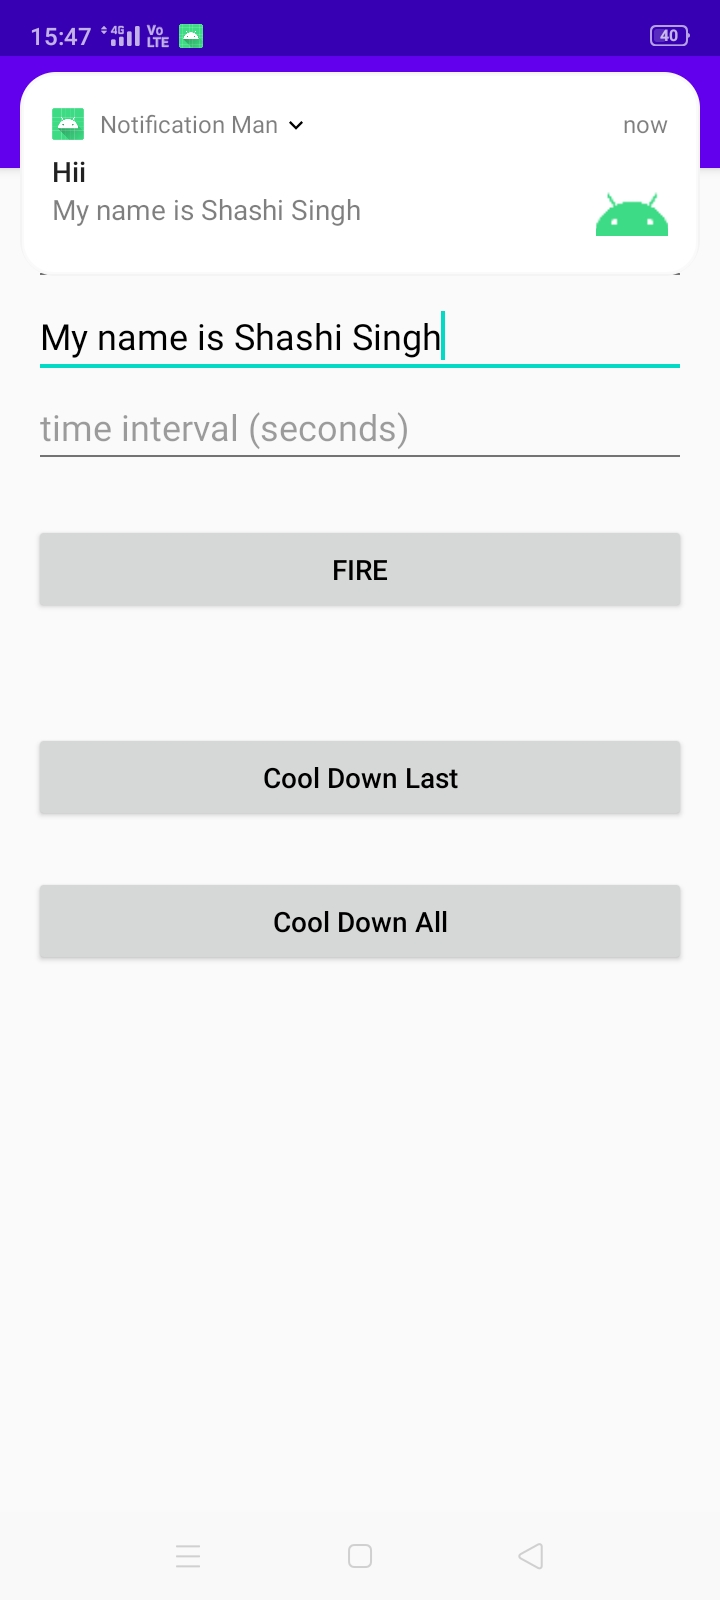 15:47 4G Vo LTE 40
Notification Man now
Hii
My name is Shashi Singh
My name is Shashi Singh
time interval (seconds)
FIRE
Cool Down Last
Cool Down All